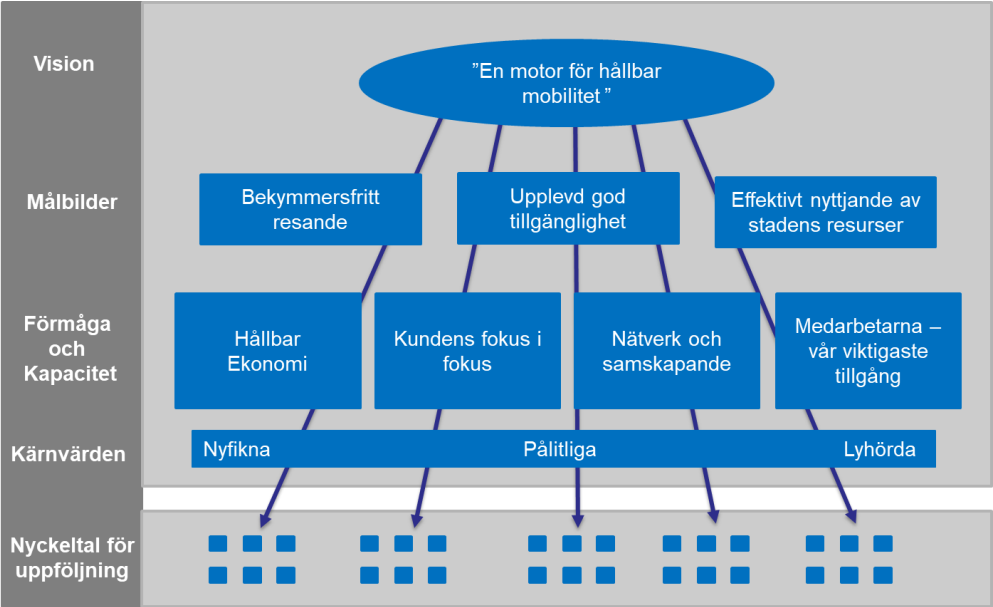 Vision
”En motor för hållbar
mobilitet ”
Målbilder
Bekymmersfritt
resande
Upplevd god
tillgänglighet
Effektivt nyttjande av
stadens resurser
Förmåga
och
Kapacitet
Hållbar
Ekonomi
Kundens fokus i
fokus
Nätverk och
samskapande
Medarbetarna –
vår viktigaste
tillgång
Kärnvärden
Nyfikna
Pålitliga
Lyhörda
Nyckeltal för
uppföljning